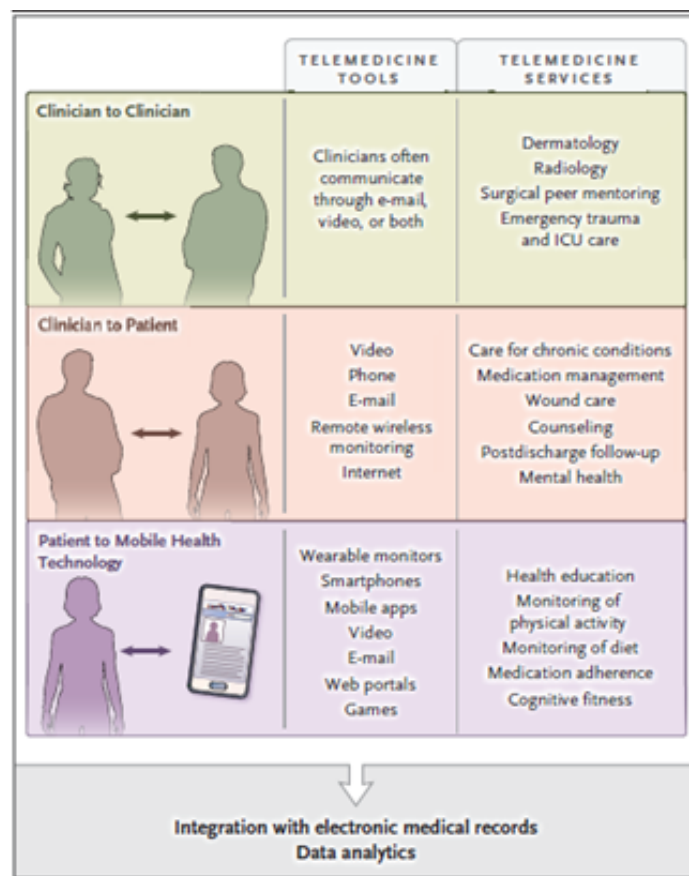 TELEMEDICINE
TOOLS
TELEMEDICINE
SERVICES
Clinician to Clinician
Clinicians often
communicate
through e-mail,
video, or both
Dermatology
Radiology
Surgical peer mentoring
Emergency trauma
and ICU care
Clinician to Patient
Video
Phone
E-mail
Remote wireless
monitoring
Internet
Care for chronic conditions
Medication management
Wound care
Counseling
Postdischarge follow-up
Mental health
Patient to Mobile Health
Technology
Wearable monitors
Smartphones
Mobile apps
Video
E-mail
Web portals
Games
Health education
Monitoring of
physical activity
Monitoring of diet
Medication adherence
Cognitive fitness
Integration with electronic medical records
Data analytics